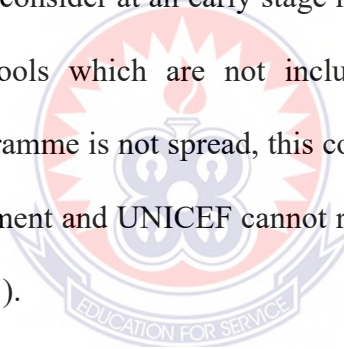 consider at an early stage
ools which are not inclu
ramme is not spread, this co
ment and UNICEF cannot r
).
EDUCATION FOR SERVICE